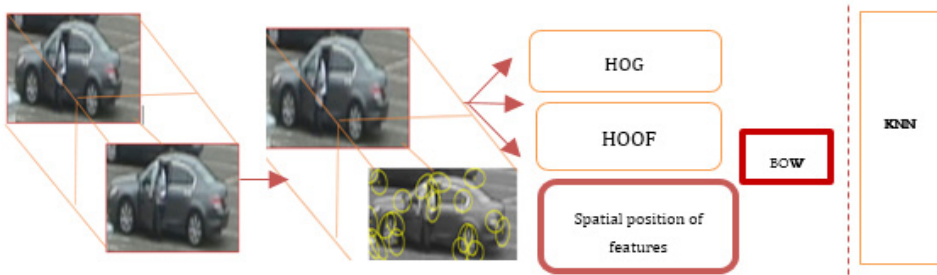 HOG
HOOF
Spatial position of
features
BOW
KNN